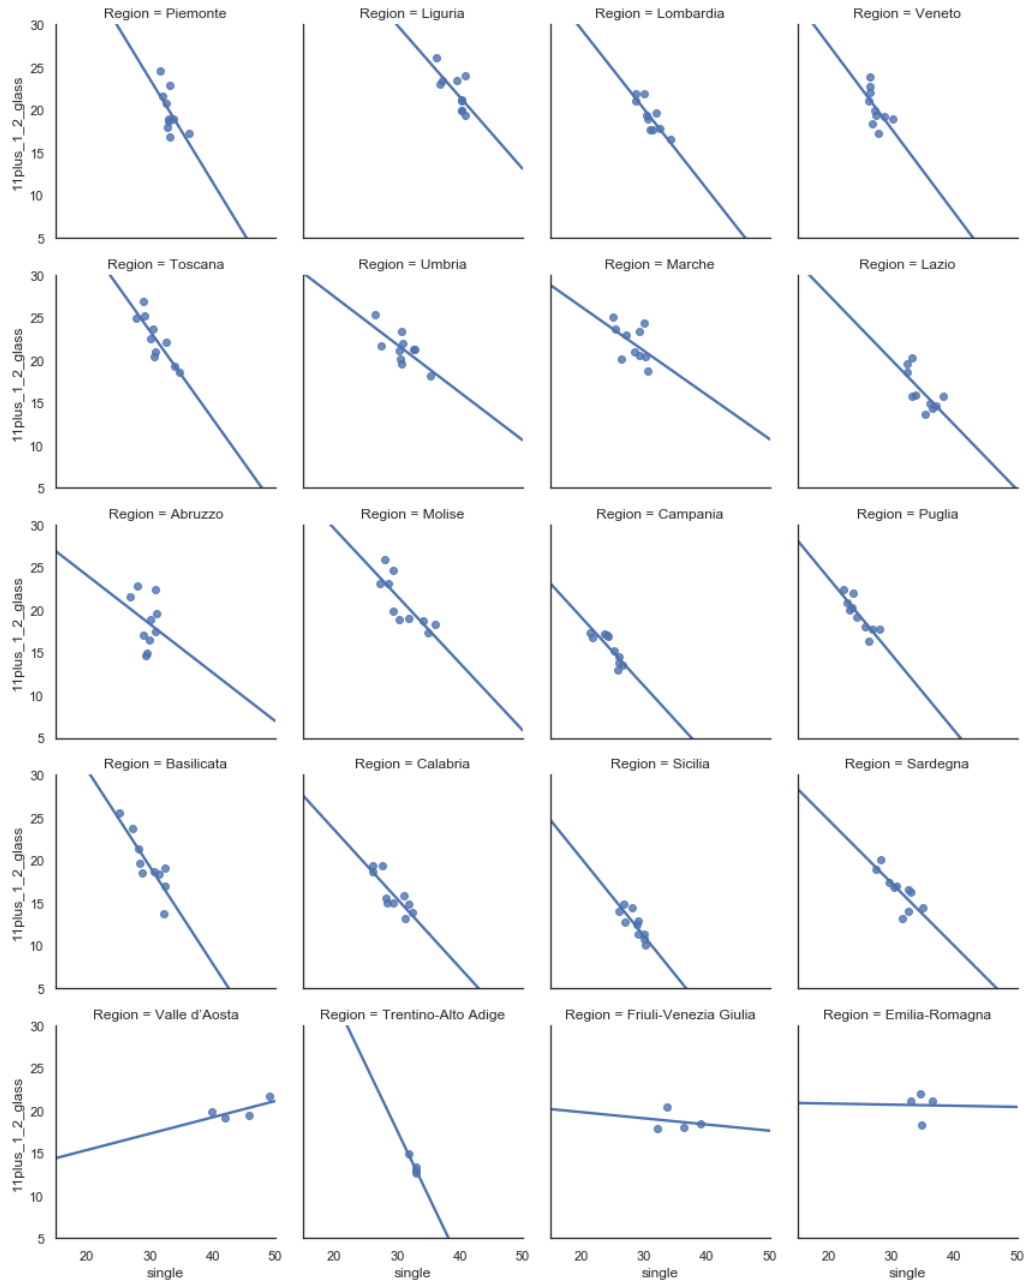 Region = Piemonte
Region = Liguria
Region = Lombardia
Region = Veneto
30
25
20
15
10
5
11plus_1_2_glass
Region = Toscana
Region = Umbria
Region = Marche
Region = Lazio
30
25
20
15
10
5
11plus_1_2_glass
Region = Abruzzo
Region = Molise
Region = Campania
Region = Puglia
30
25
20
15
10
5
11plus_1_2_glass
Region = Basilicata
Region = Calabria
Region = Sicilia
Region = Sardegna
30
25
20
15
10
5
11plus_1_2_glass
Region = Valle d'Aosta
Region = Trentino-Alto Adige
Region = Friuli-Venezia Giulia
Region = Emilia-Romagna
30
25
20
15
10
5
11plus_1_2_glass
20 30 40 50
single
20 30 40 50
single
20 30 40 50
single
20 30 40 50
single